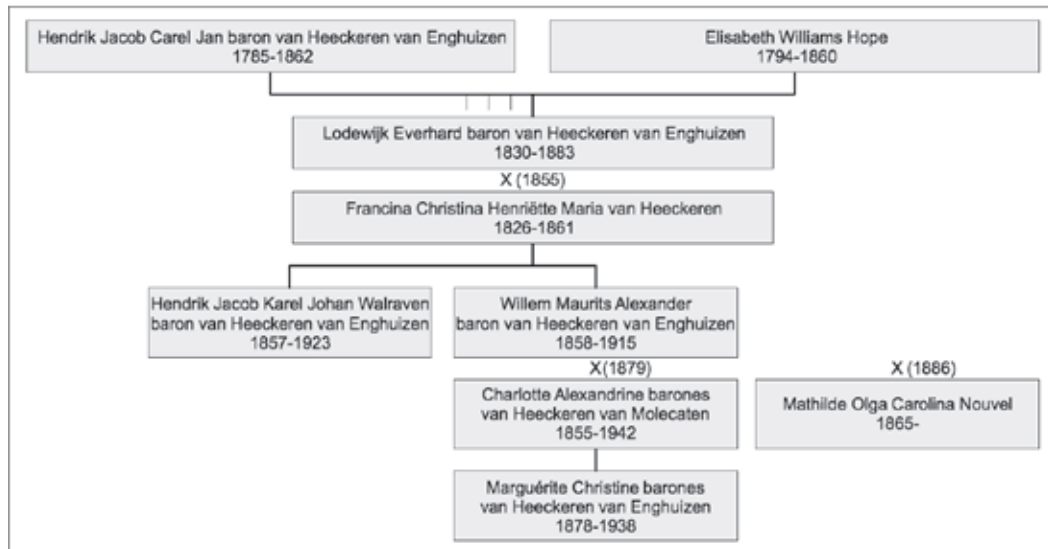 Hendrik Jacob Carel Jan baron van Heeckeren van Enghuizen
1785-1862
Elisabeth Williams Hope
1794-1860
Lodewijk Everhard baron van Heeckeren van Enghuizen
1830-1883
X (1855)
Francina Christina Henriëtte Maria van Heeckeren
1826-1861
Hendrik Jacob Karel Johan Walraven
baron van Heeckeren van Enghuizen
1857-1923
Willem Maurits Alexander
baron van Heeckeren van Enghuizen
1858-1915
X(1879)
Charlotte Alexandrine barones
van Heeckeren van Molecaten
1855-1942
X (1886)
Mathilde Olga Carolina Nouvel
1865-
Marguérite Christine barones
van Heeckeren van Enghuizen
1878-1938